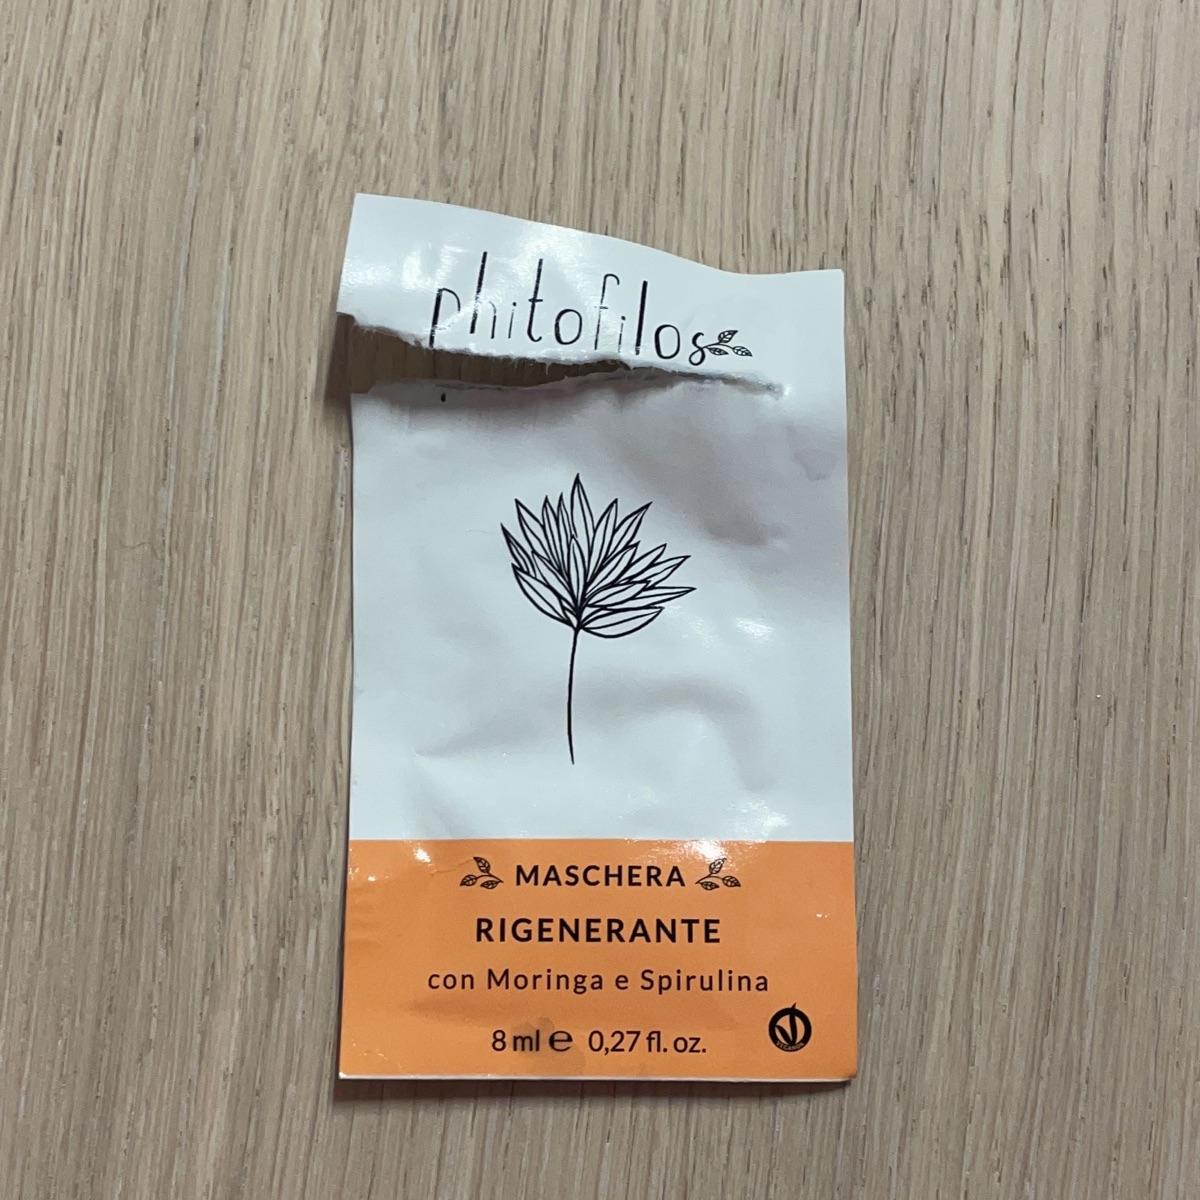 phitofilos
MASCHERA
RIGENERANTE
con Moringa e Spirulina
8 ml ℮ 0,27 fl. oz.